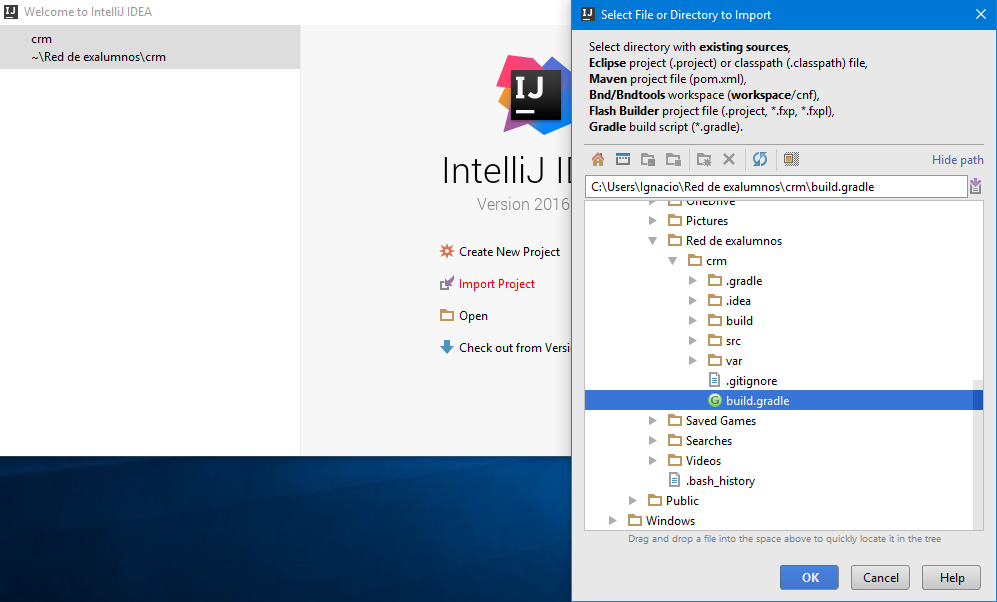 Welcome to IntelliJ IDEA
crm
~\Red de exalumnos\crm
IJ
IntelliJ ID
Version 2016
Create New Project
Import Project
Open
Check out from Versi
Select File or Directory to Import
Select directory with existing sources,
Eclipse project (.project) or classpath (.classpath) file,
Maven project file (pom.xml),
Bnd/Bndtools workspace (workspace/cnf),
Flash Builder project file (.project, *.fxp, *.fxpl),
Gradle build script (*.gradle).
Hide path
C:\Users\Ignacio\Red de exalumnos\crm\build.gradle
OneDrive
Pictures
Red de exalumnos
crm
.gradle
.idea
build
src
var
.gitignore
build.gradle
Saved Games
Searches
Videos
.bash_history
Public
Windows
Drag and drop a file into the space above to quickly locate it in the tree
OK Cancel Help